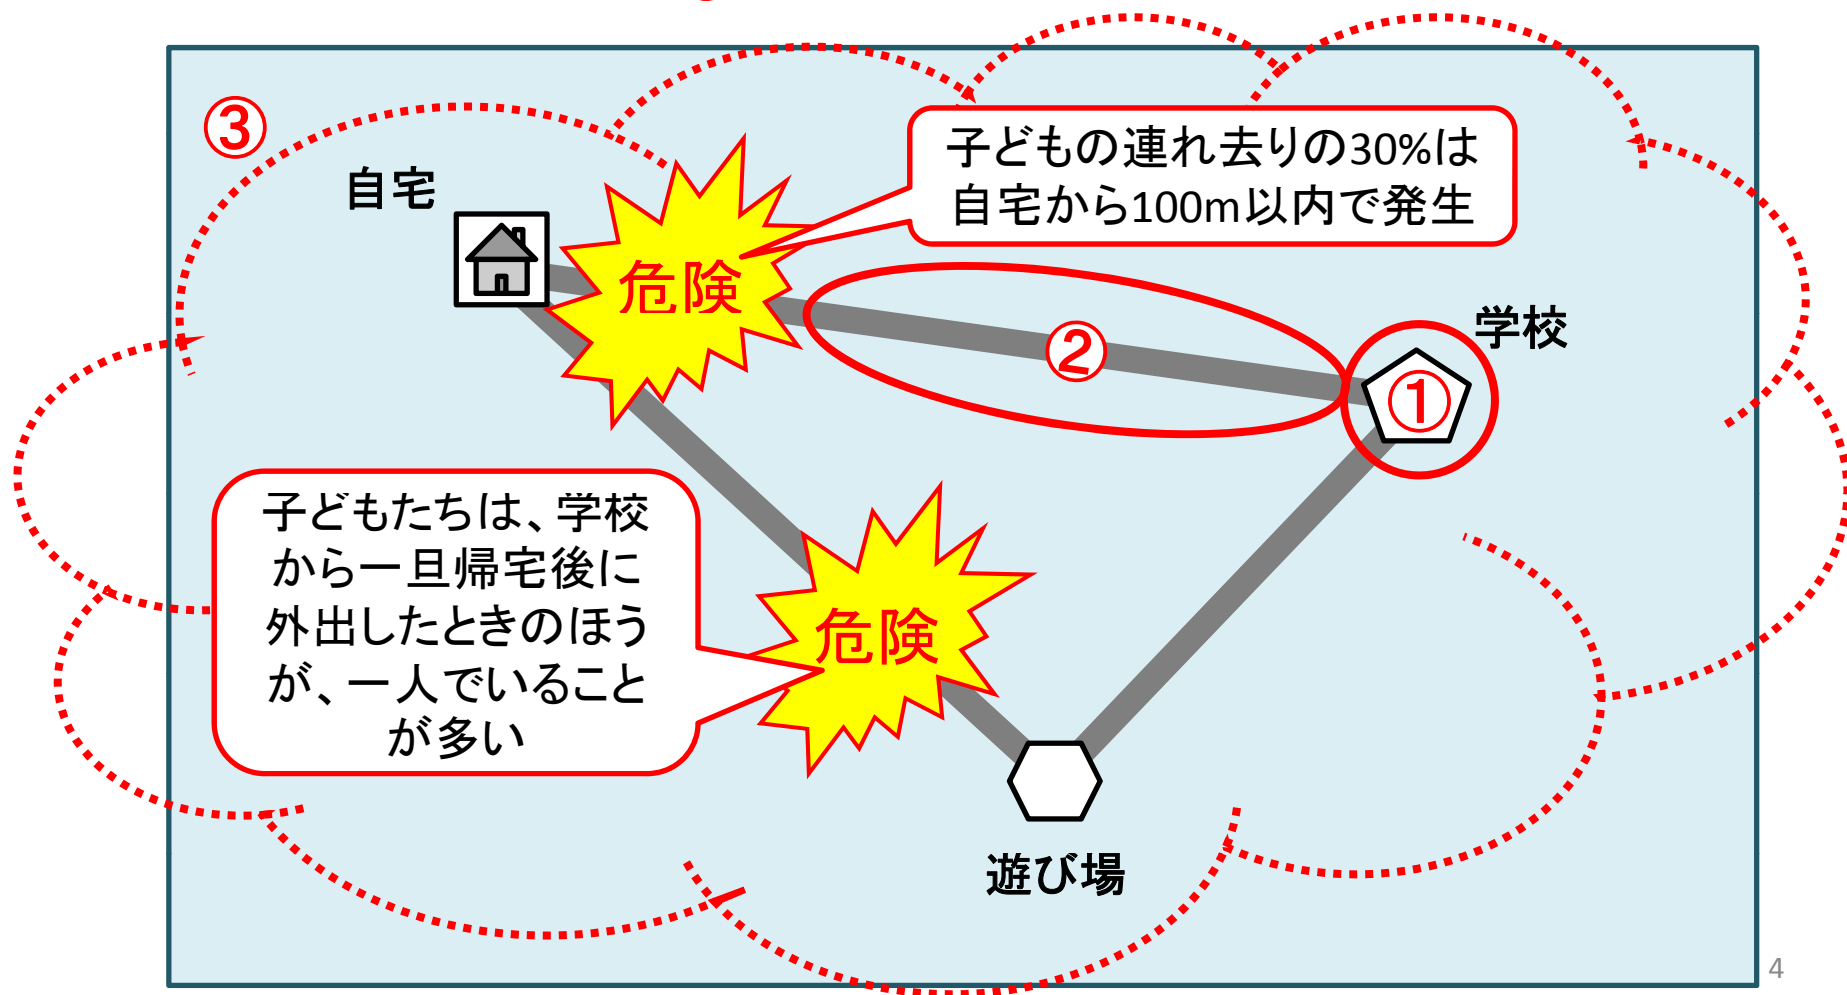 ③
自宅
子どもの連れ去りの30%は
自宅から100m以内で発生
危険
②
学校
①
子どもたちは、学校
から一旦帰宅後に
外出したときのほう
が、一人でいること
が多い
危険
遊び場
4